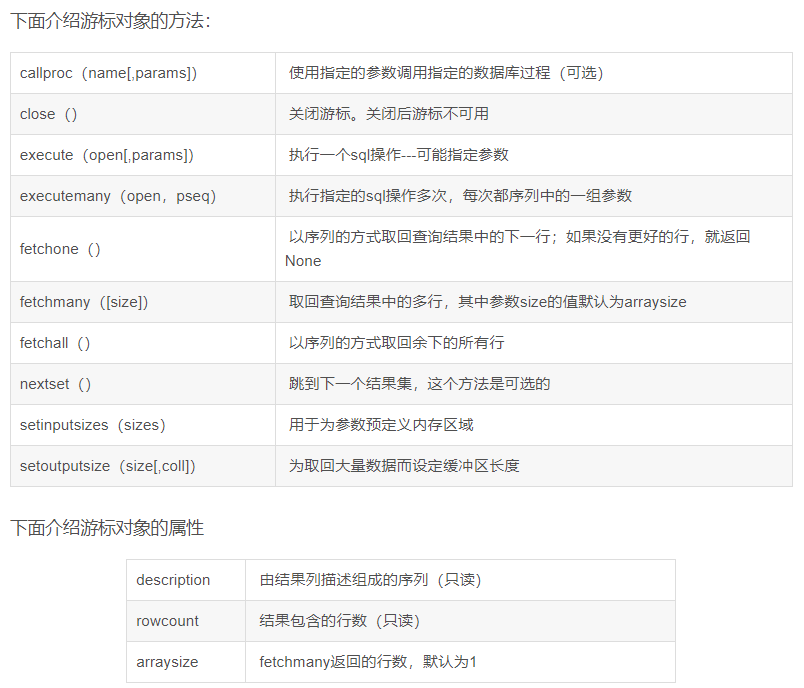 下面介绍游标对象的方法：
callproc（name[,params]） 使用指定的参数调用指定的数据库过程（可选）
close（） 关闭游标。关闭后游标不可用
execute（open[,params]） 执行一个sql操作---可能指定参数
executemany（open，pseq） 执行指定的sql操作多次，每次都序列中的一组参数
fetchone（） 以序列的方式取回查询结果中的下一行；如果没有更好的行，就返回
None
fetchmany（[size]） 取回查询结果中的多行，其中参数size的值默认为arraysize
fetchall（） 以序列的方式取回余下的所有行
nextset（） 跳到下一个结果集，这个方法是可选的
setinputsizes（sizes） 用于为参数预定义内存区域
setoutputsize（size[,coll]） 为取回大量数据而设定缓冲区长度
下面介绍游标对象的属性
description 由结果列描述组成的序列（只读）
rowcount 结果包含的行数（只读）
arraysize fetchmany返回的行数，默认为1